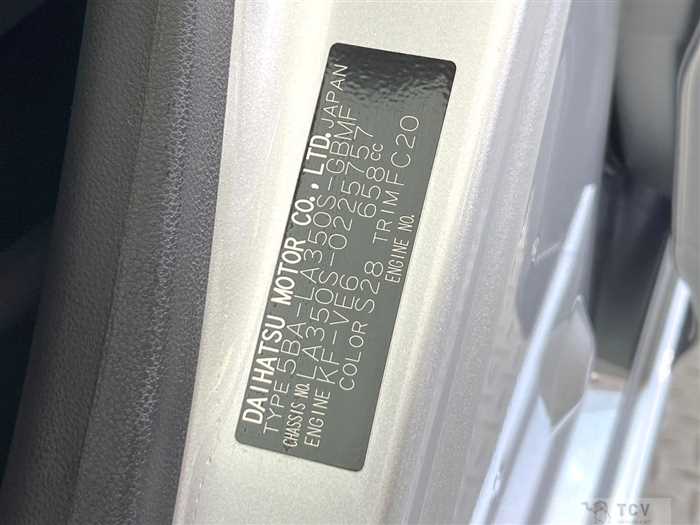 DAIHATSU MOTOR CO., LTD. JAPAN
TYPE 5BA-LA350S-GBMF
CHASSIS NO. LA350S-0225757
ENGINE KF-VE6 658cc
COLOR S28 TRIM FC20
ENGINE NO.
TCV